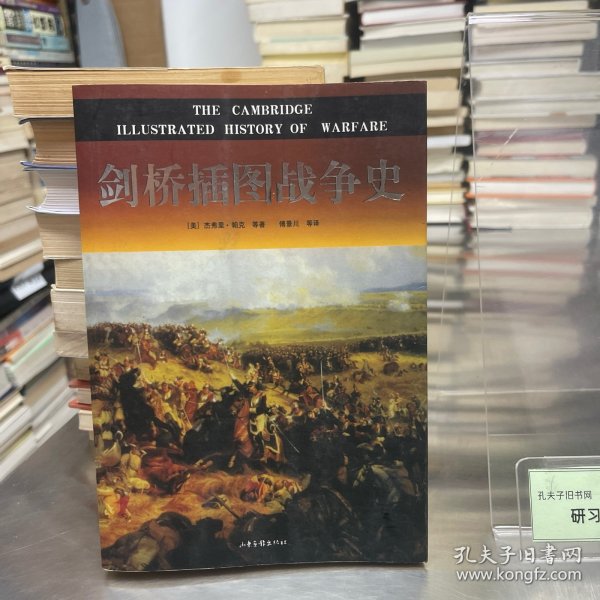 THE CAMBRIDGE
ILLUSTRATED HISTORY OF WARFARE
剑桥插图战争史
[美] 杰弗里·帕克 等著 傅景川 等译
山东画报出版社
孔夫子旧书网
研习
孔夫子旧书网
www.kongfz.com